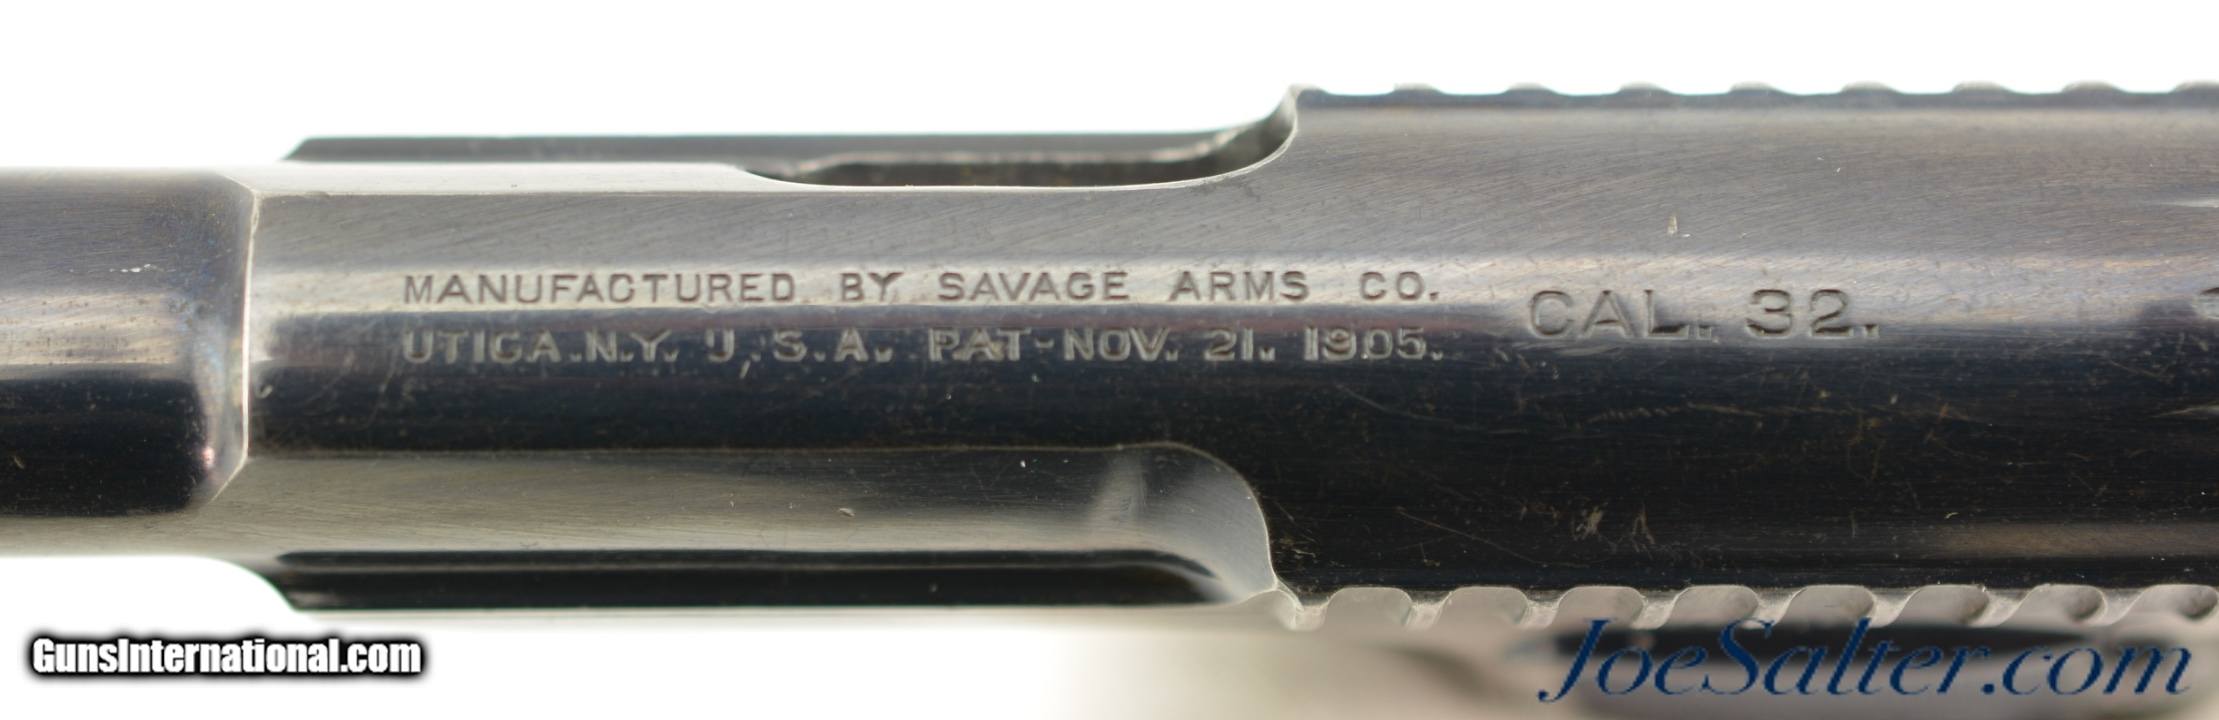 MANUFACTURED BY SAVAGE ARMS CO.
UTICA.N.Y. U.S.A. PAT-NOV. 21. 1905.
CAL. 32.
GunsInternational.com
JoeSalter.com